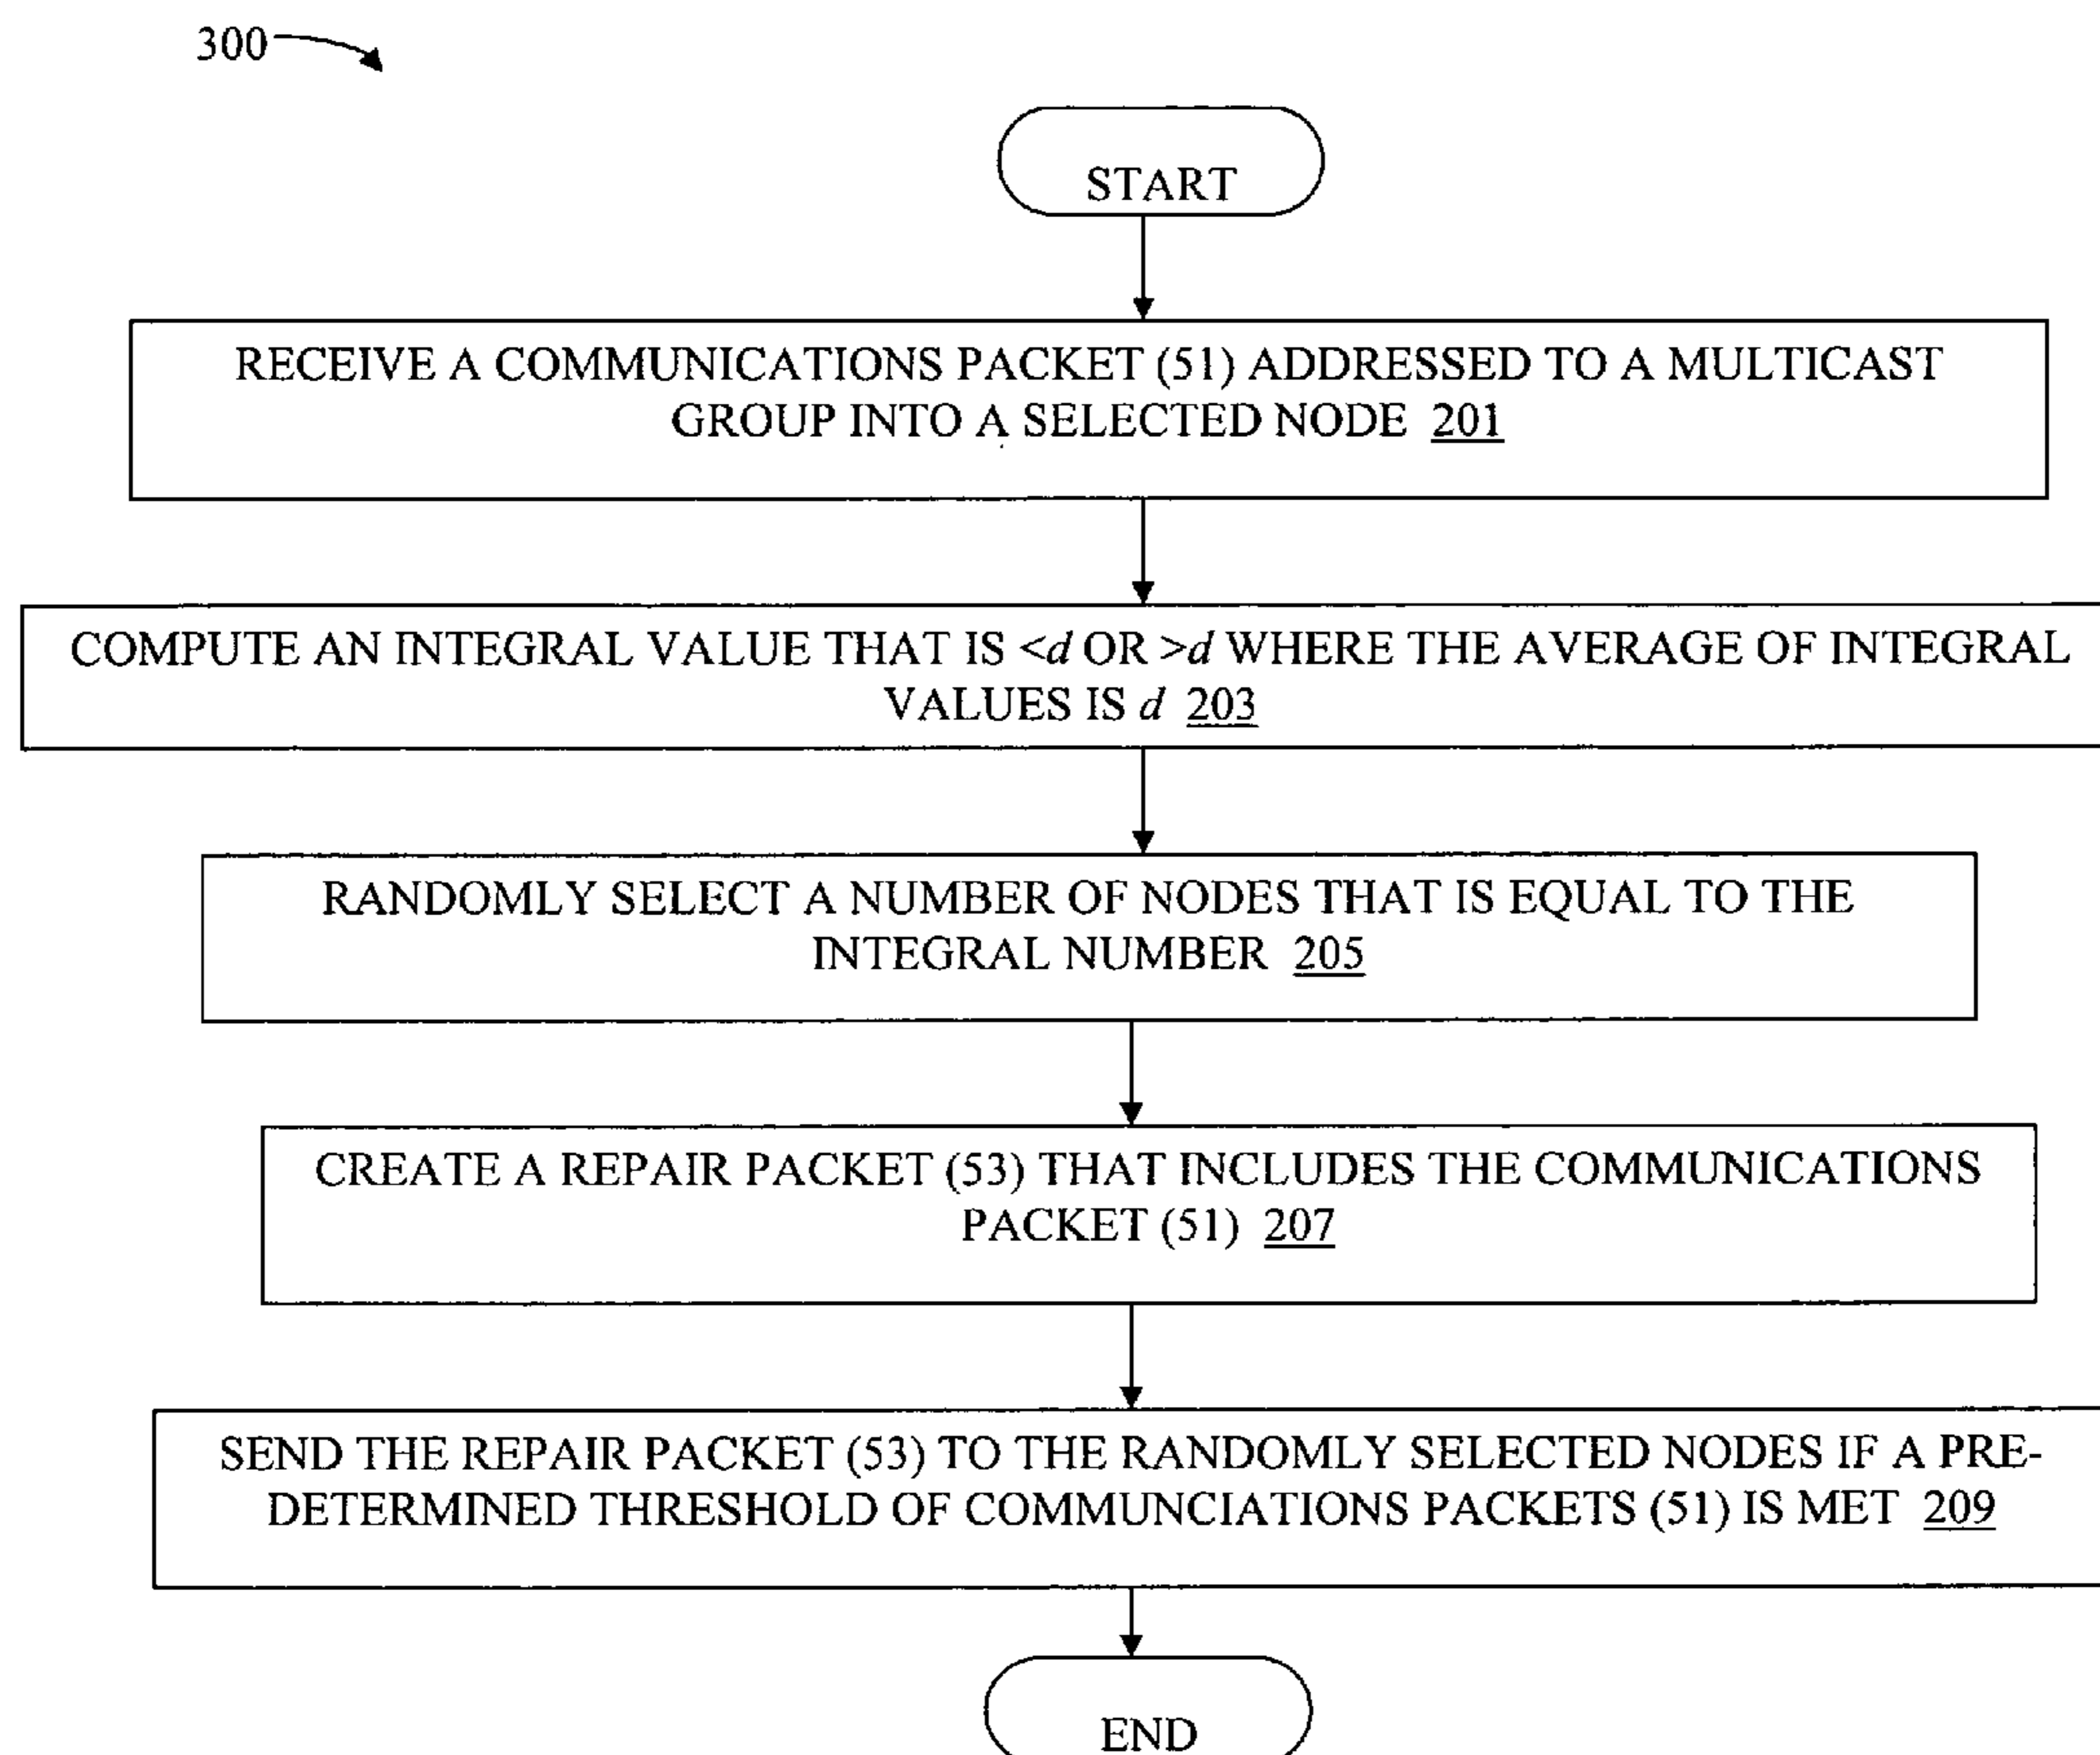 300
START
RECEIVE A COMMUNICATIONS PACKET (51) ADDRESSED TO A MULTICAST
GROUP INTO A SELECTED NODE 201
COMPUTE AN INTEGRAL VALUE THAT IS <d OR >d WHERE THE AVERAGE OF INTEGRAL
VALUES IS d 203
RANDOMLY SELECT A NUMBER OF NODES THAT IS EQUAL TO THE
INTEGRAL NUMBER 205
CREATE A REPAIR PACKET (53) THAT INCLUDES THE COMMUNICATIONS
PACKET (51) 207
SEND THE REPAIR PACKET (53) TO THE RANDOMLY SELECTED NODES IF A PRE-
DETERMINED THRESHOLD OF COMMUNCIATIONS PACKETS (51) IS MET 209
END